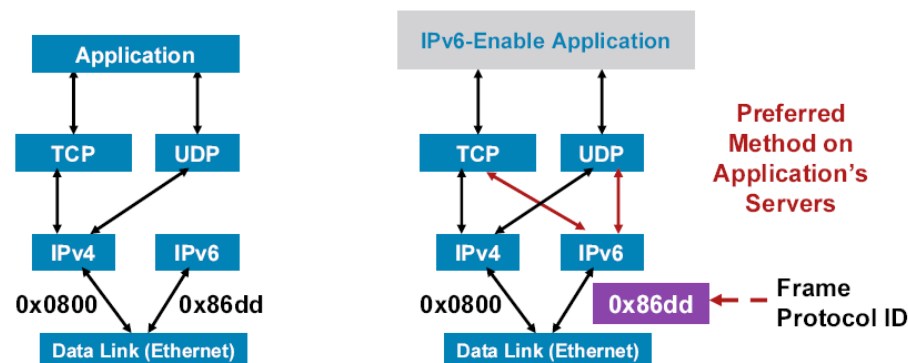 Application
TCP
UDP
IPv4
IPv6
0x0800
0x86dd
Data Link (Ethernet)
IPv6-Enable Application
TCP
UDP
IPv4
IPv6
0x0800
0x86dd
Data Link (Ethernet)
Preferred
Method on
Application's
Servers
Frame
Protocol ID